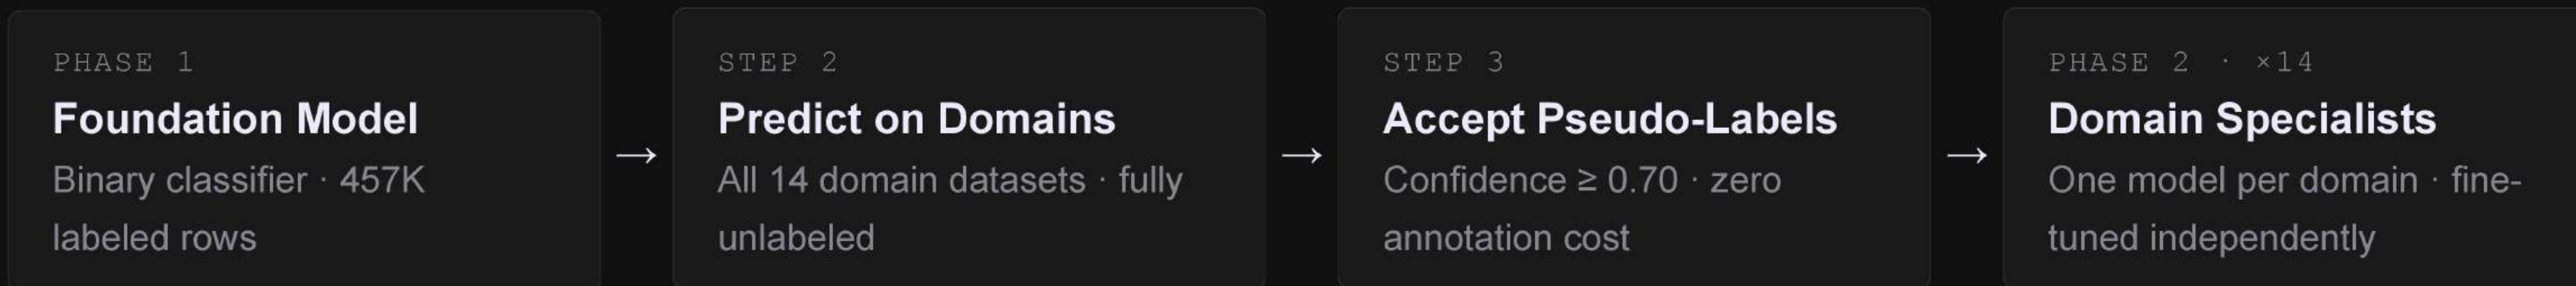 PHASE 1
Foundation Model
Binary classifier · 457K
labeled rows
→
STEP 2
Predict on Domains
All 14 domain datasets · fully
unlabeled
→
STEP 3
Accept Pseudo-Labels
Confidence ≥ 0.70 · zero
annotation cost
→
PHASE 2 · ×14
Domain Specialists
One model per domain · fine-
tuned independently